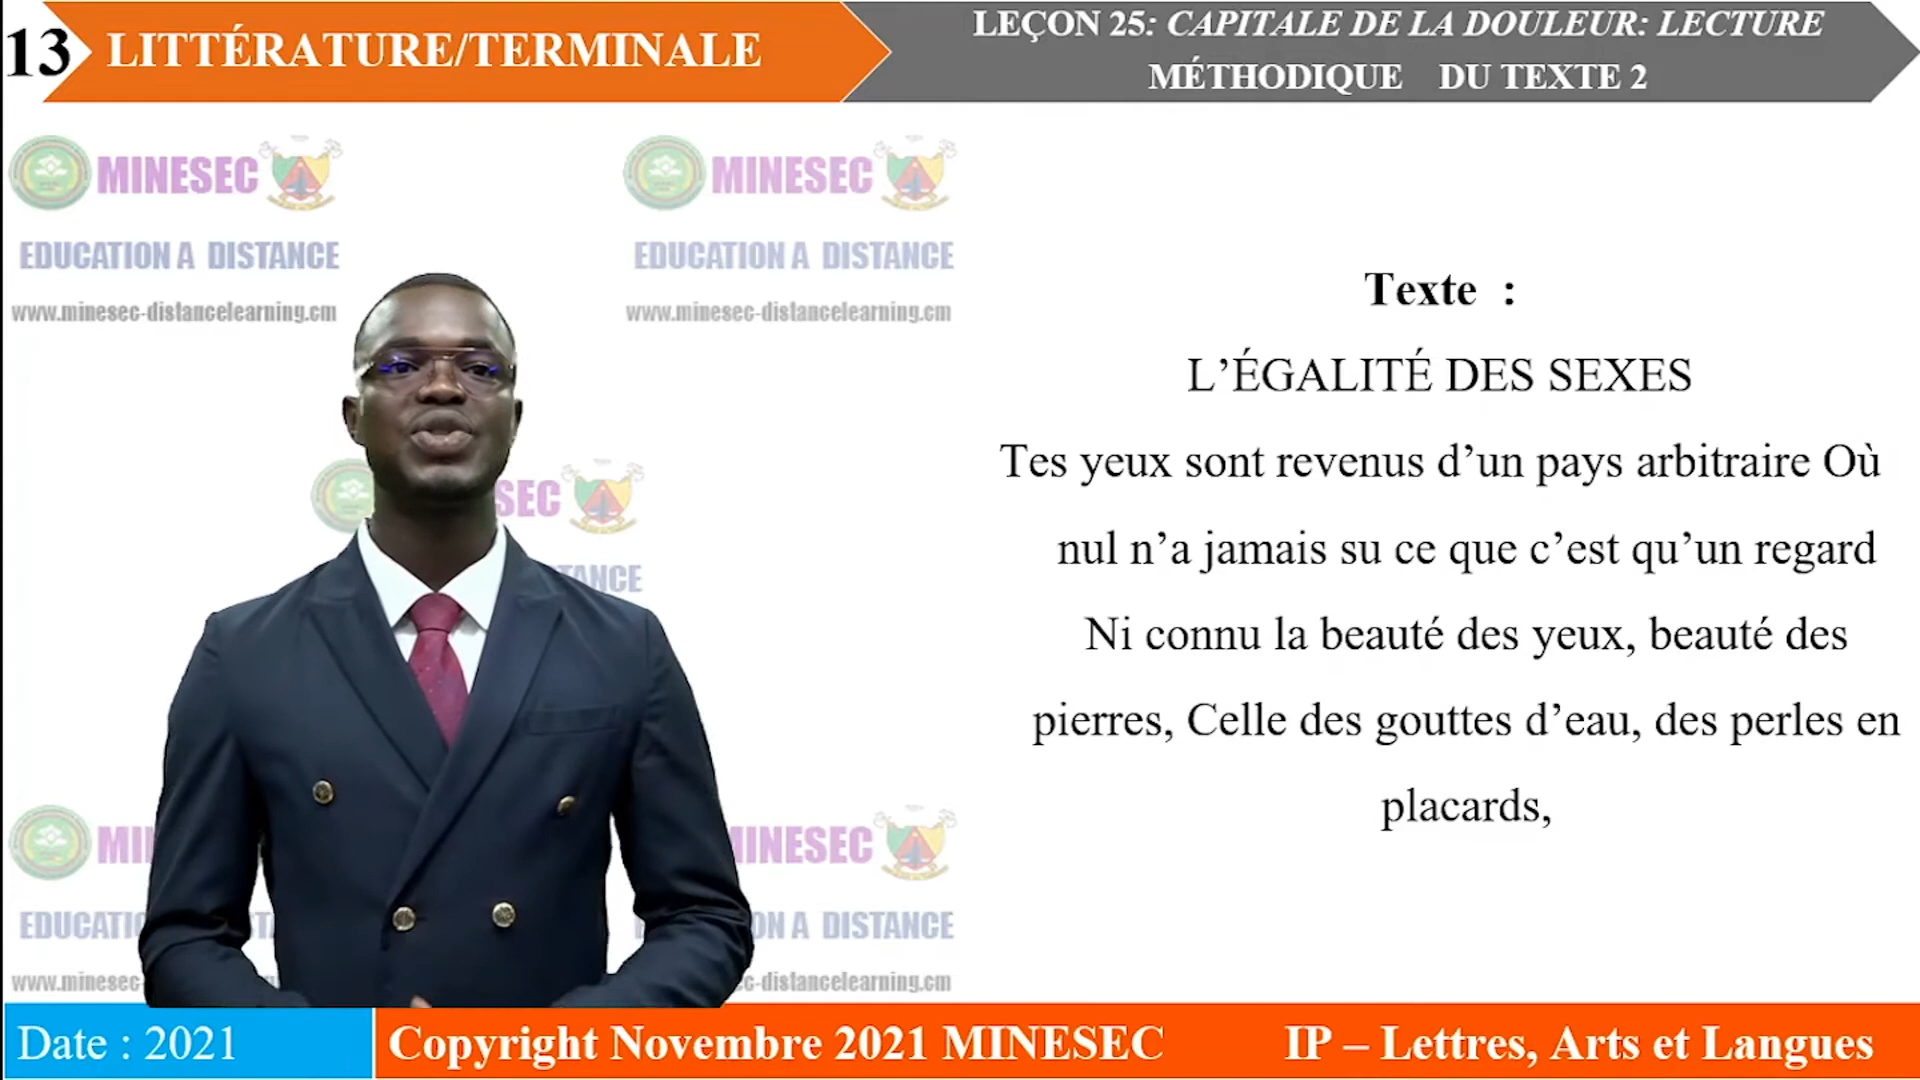 13
LITTÉRATURE/TERMINALE
LEÇON 25: CAPITALE DE LA DOULEUR: LECTURE
MÉTHODIQUE DU TEXTE 2
MINESEC
MINESEC
EDUCATION A DISTANCE
EDUCATION A DISTANCE
www.minesec-distancelearning.cm
www.minesec-distancelearning.cm
Texte :
L’ÉGALITÉ DES SEXES
Tes yeux sont revenus d’un pays arbitraire Où
nul n’a jamais su ce que c’est qu’un regard
Ni connu la beauté des yeux, beauté des
pierres, Celle des gouttes d’eau, des perles en
placards,
SEC
TANCE
MI
INESEC
EDUCATI
ON A DISTANCE
www.minesec
c-distancelearning.cm
Date : 2021
Copyright Novembre 2021 MINESEC
IP – Lettres, Arts et Langues